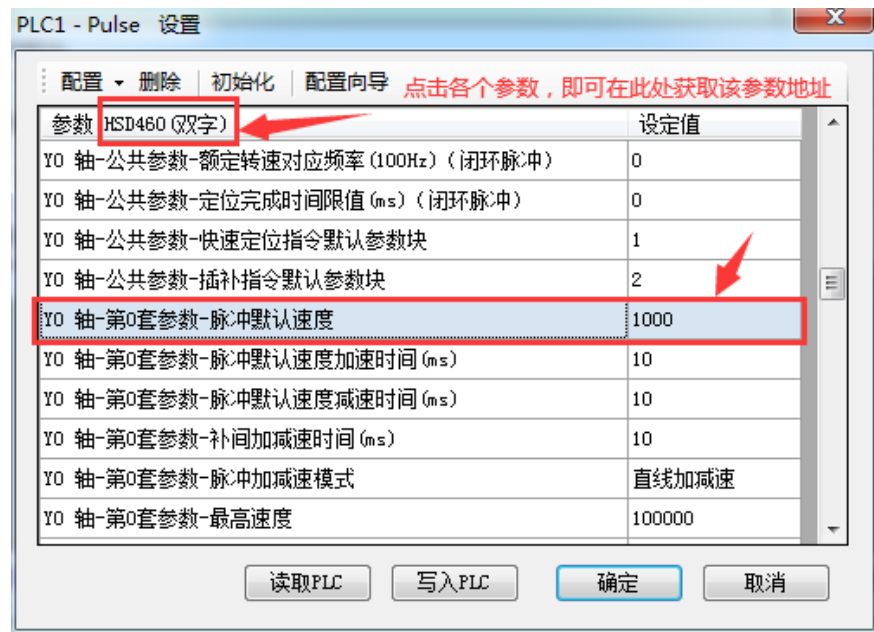 PLC1 - Pulse 设置
配置 删除 初始化 配置向导 点击各个参数，即可在此处获取该参数地址
参数 HSD460(双字) 设定值
Y0 轴-公共参数-额定转速对应频率(100Hz)(闭环脉冲) 0
Y0 轴-公共参数-定位完成时间限值(ms)(闭环脉冲) 0
Y0 轴-公共参数-快速定位指令默认参数块 1
Y0 轴-公共参数-插补指令默认参数块 2
Y0 轴-第0套参数-脉冲默认速度 1000
Y0 轴-第0套参数-脉冲默认速度加速时间(ms) 10
Y0 轴-第0套参数-脉冲默认速度减速时间(ms) 10
Y0 轴-第0套参数-补间加减速时间(ms) 10
Y0 轴-第0套参数-脉冲加减速模式 直线加减速
Y0 轴-第0套参数-最高速度 100000
读取PLC 写入PLC 确定 取消